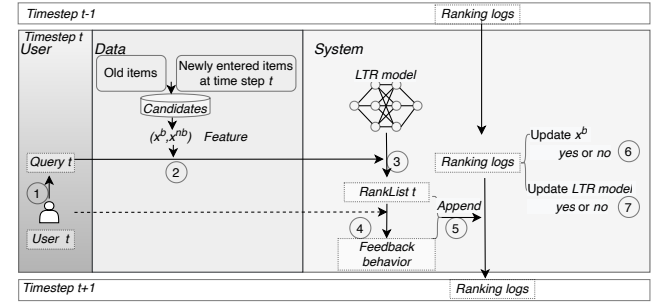 Timestep t-1
Ranking logs
Timestep t
User
Data
System
Old items
Newly entered items
at time step t
LTR model
Candidates
(x^b,x^nb) Feature
Query t
1
2
3
Ranking logs
Update x^b
yes or no 6
Update LTR model
yes or no 7
RankList t
Append
4
5
User t
Feedback
behavior
Timestep t+1
Ranking logs